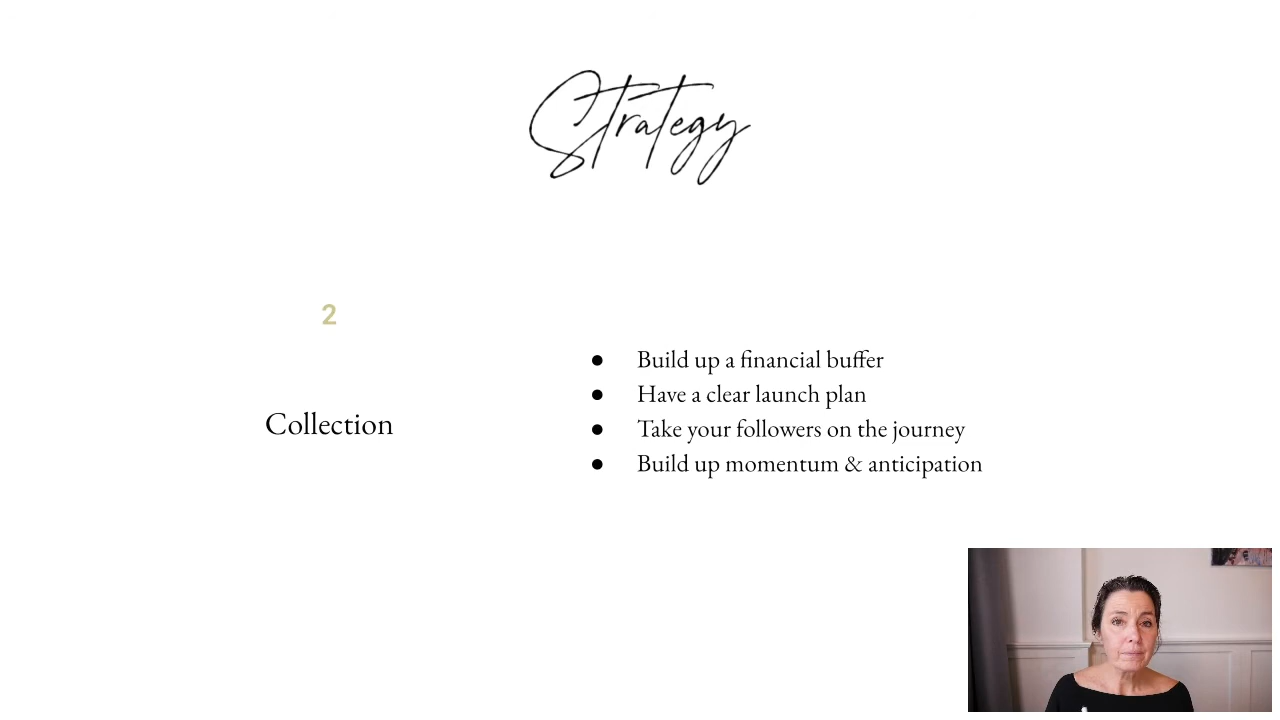 Strategy
2
Collection
● Build up a financial buffer
● Have a clear launch plan
● Take your followers on the journey
● Build up momentum & anticipation